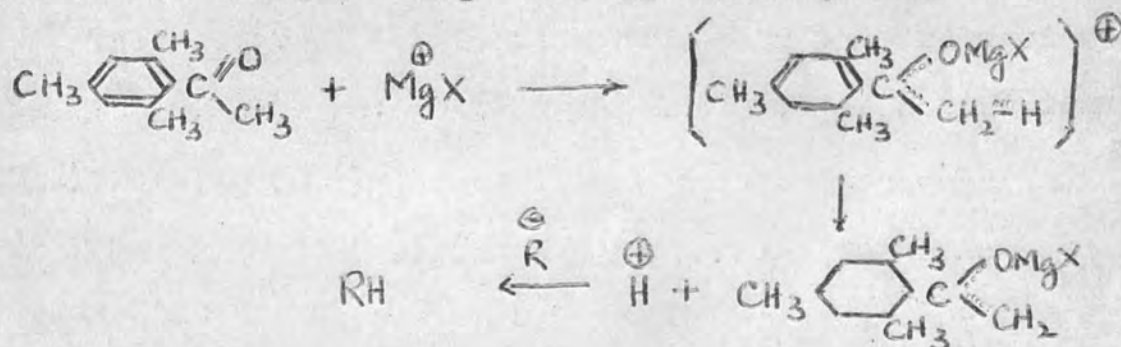 CH₃ CH₃ CH₃ C O CH₃ + MgX⊕ → [CH₃ CH₃ CH₃ C OMgX CH₂=H]⊕
↓
RH ←R⊖ H⊕ + CH₃ CH₃ CH₃ C OMgX CH₂